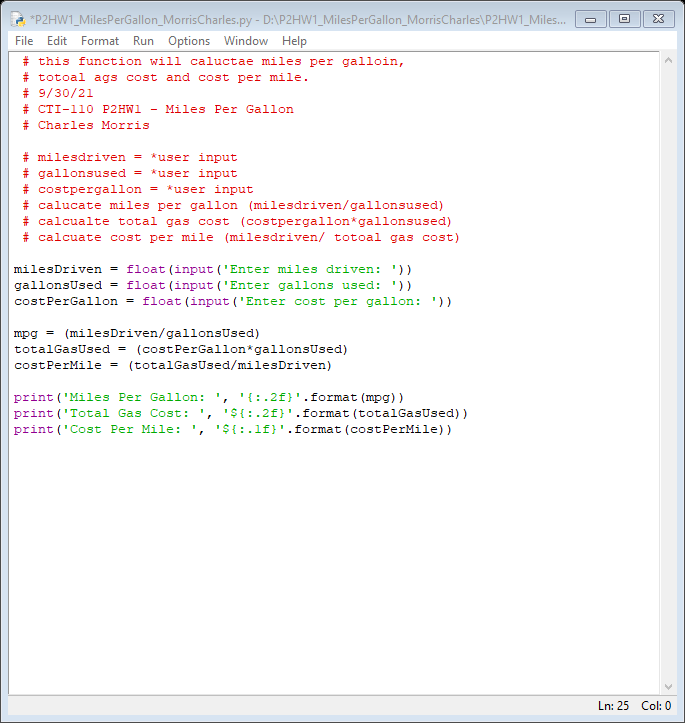 *P2HW1_MilesPerGallon_MorrisCharles.py - D:\P2HW1_MilesPerGallon_MorrisCharles\P2HW1_Miles...
File Edit Format Run Options Window Help
# this function will caluctae miles per galloin,
# totoal ags cost and cost per mile.
# 9/30/21
# CTI-110 P2HW1 - Miles Per Gallon
# Charles Morris
# milesdriven = *user input
# gallonsused = *user input
# costpergallon = *user input
# calucate miles per gallon (milesdriven/gallonsused)
# calcualte total gas cost (costpergallon*gallonsused)
# calcuate cost per mile (milesdriven/ totoal gas cost)
milesDriven = float(input('Enter miles driven: '))
gallonsUsed = float(input('Enter gallons used: '))
costPerGallon = float(input('Enter cost per gallon: '))
mpg = (milesDriven/gallonsUsed)
totalGasUsed = (costPerGallon*gallonsUsed)
costPerMile = (totalGasUsed/milesDriven)
print('Miles Per Gallon: ', '{:.2f}'.format(mpg))
print('Total Gas Cost: ', '${:.2f}'.format(totalGasUsed))
print('Cost Per Mile: ', '${:.1f}'.format(costPerMile))
Ln: 25 Col: 0